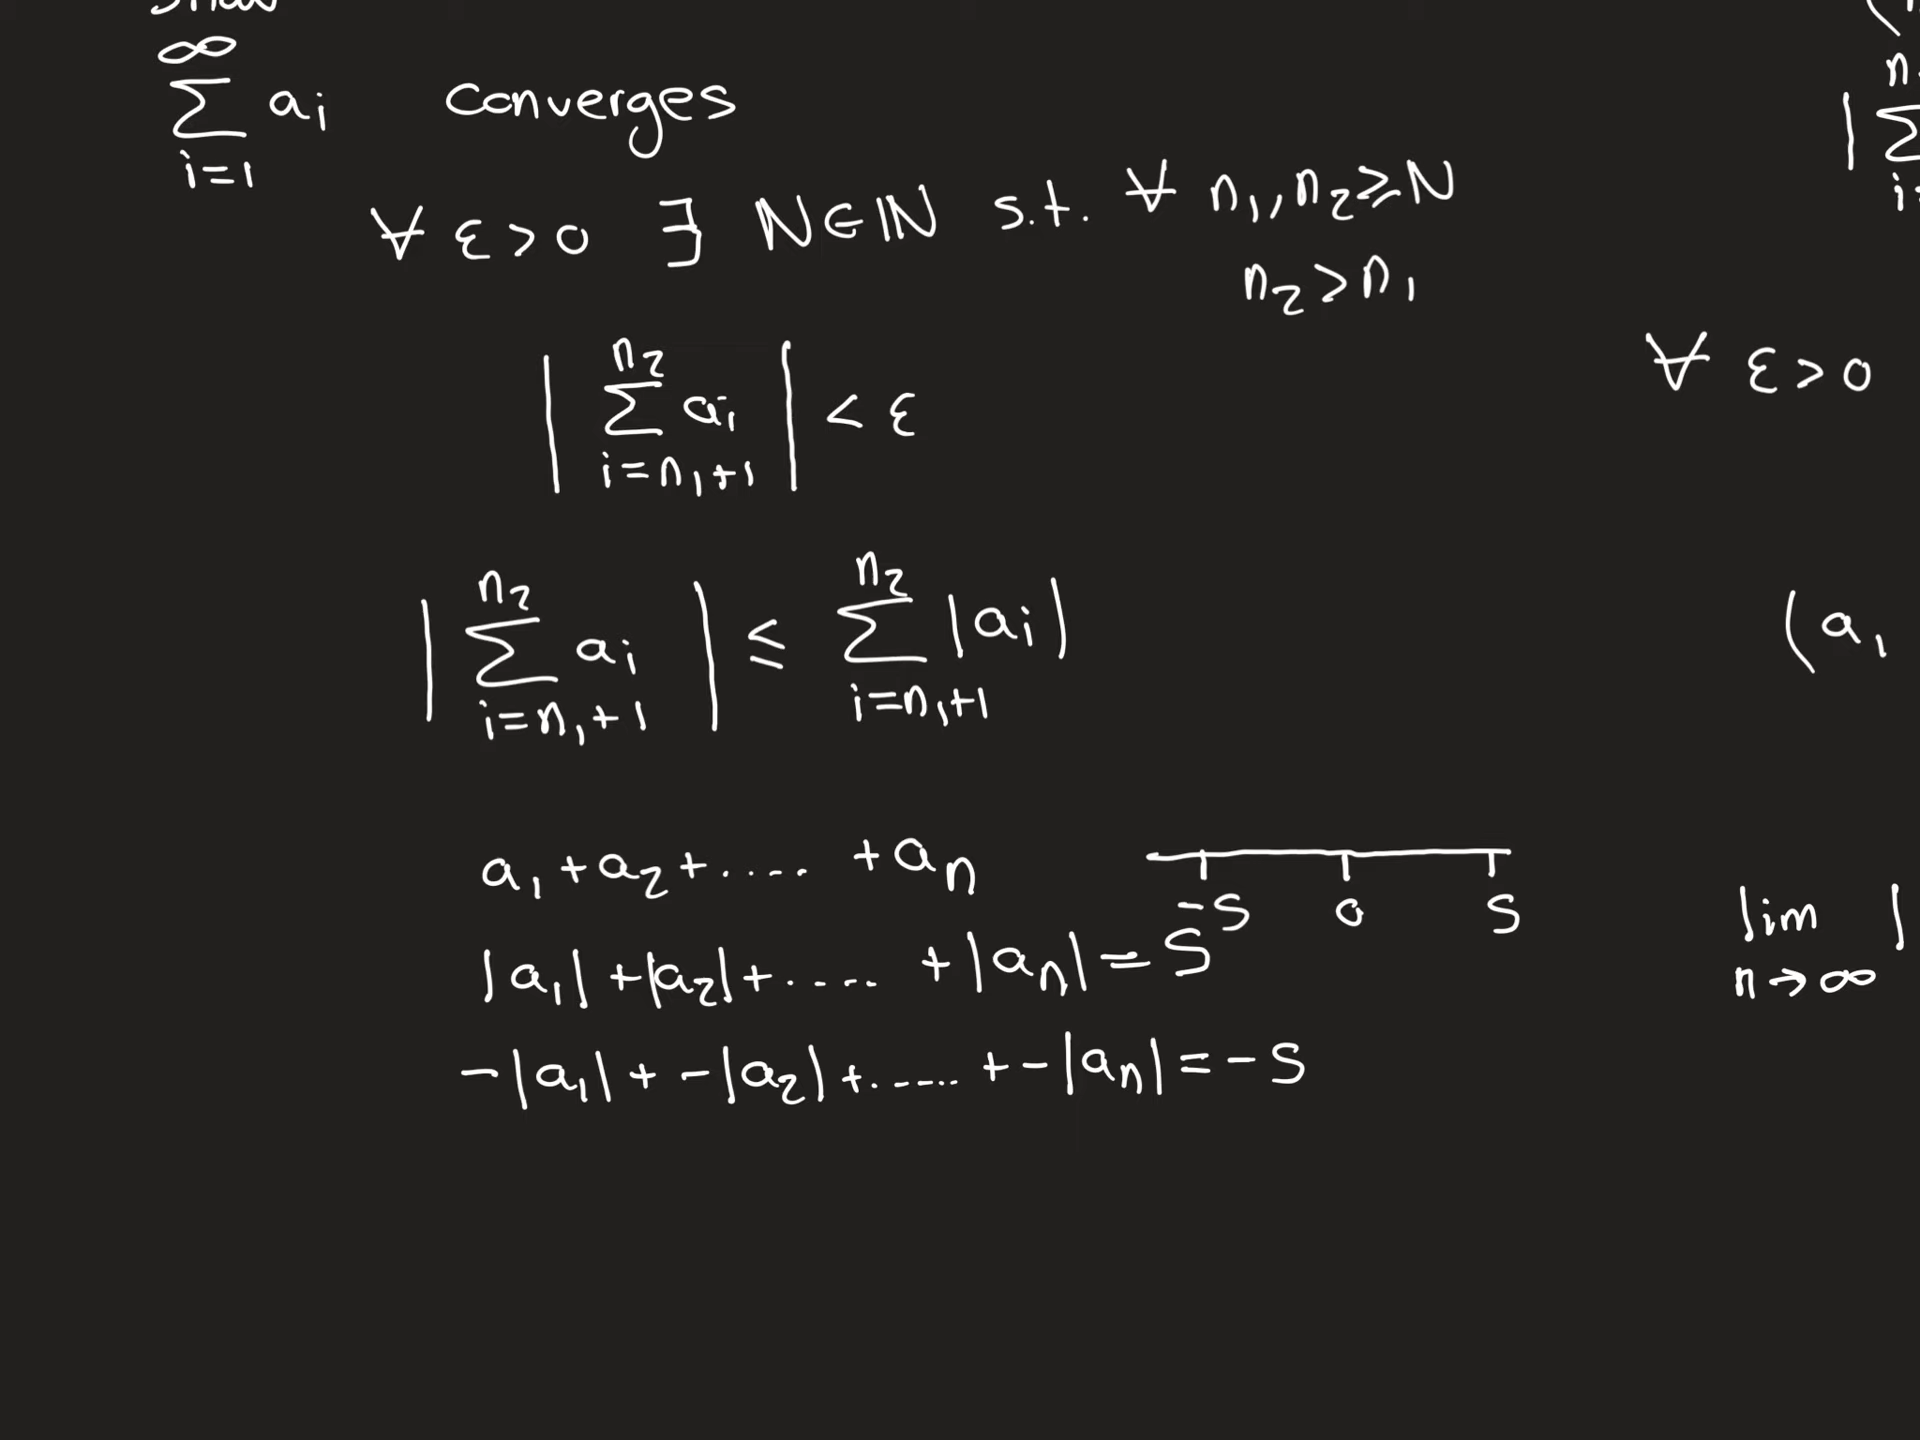 show
∞
∑ ai converges
i=1
∀ ε>0 ∃ N∈ℕ s.t. ∀ n₁,n₂≥N
n₂>n₁
| n₂
∑ ai | < ε
i=n₁+1
| n₂
∑ ai | ≤ n₂
∑ |ai|
i=n₁+1 i=n₁+1
a₁+a₂+.... +an
-S 0 S
|a₁|+|a₂|+..... +|an|=S
-|a₁|+-|a₂|+...... +-|an|=-S
n
| ∑
i
∀ ε>0
(a₁
lim |
n→∞